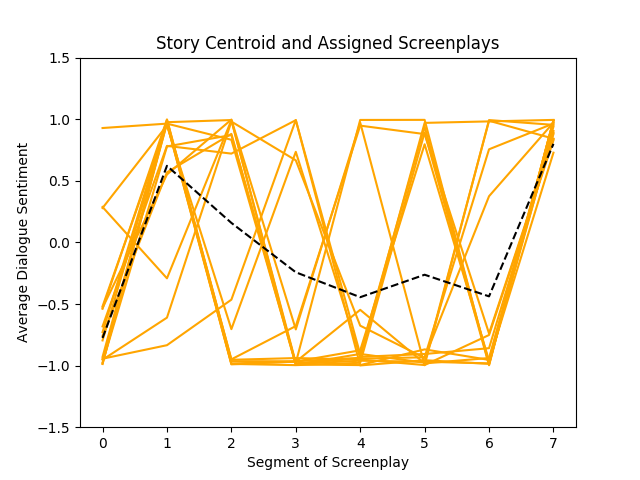 Story Centroid and Assigned Screenplays
1.5
1.0
0.5
0.0
−0.5
−1.0
−1.5
Average Dialogue Sentiment
0 1 2 3 4 5 6 7
Segment of Screenplay